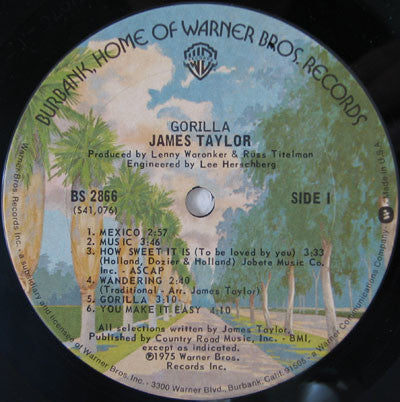 BURBANK, HOME OF WARNER BROS. RECORDS
WB
GORILLA
JAMES TAYLOR
Produced by Lenny Waronker & Russ Titelman
Engineered by Lee Herschberg
BS 2866
(S41,076)
SIDE 1
1. MEXICO 2:57
2. MUSIC 3:46
3. HOW SWEET IT IS (To be loved by you) 3:33
(Holland, Dozier & Holland) Jobete Music Co.
Inc. - ASCAP
4. WANDERING 2:40
(Traditional - Arr. James Taylor)
5. GORILLA 3:10
6. YOU MAKE IT EASY 4:10
All selections written by James Taylor,
Published by Country Road Music, Inc. - BMI,
except as indicated.
℗1975 Warner Bros.
Records Inc.
Warner Bros. Records Inc., a subsidiary and licensee of Warner Bros. Inc. · 3300 Warner Blvd., Burbank, Calif. 91505 · a Warner Communications Company. W Made in U.S.A.